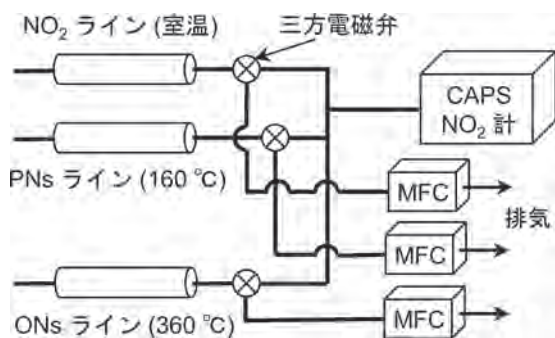 NO₂ ライン (室温)
三方電磁弁
CAPS
NO₂ 計
PNs ライン (160 ℃)
MFC
排気
MFC
MFC
ONs ライン (360 ℃)